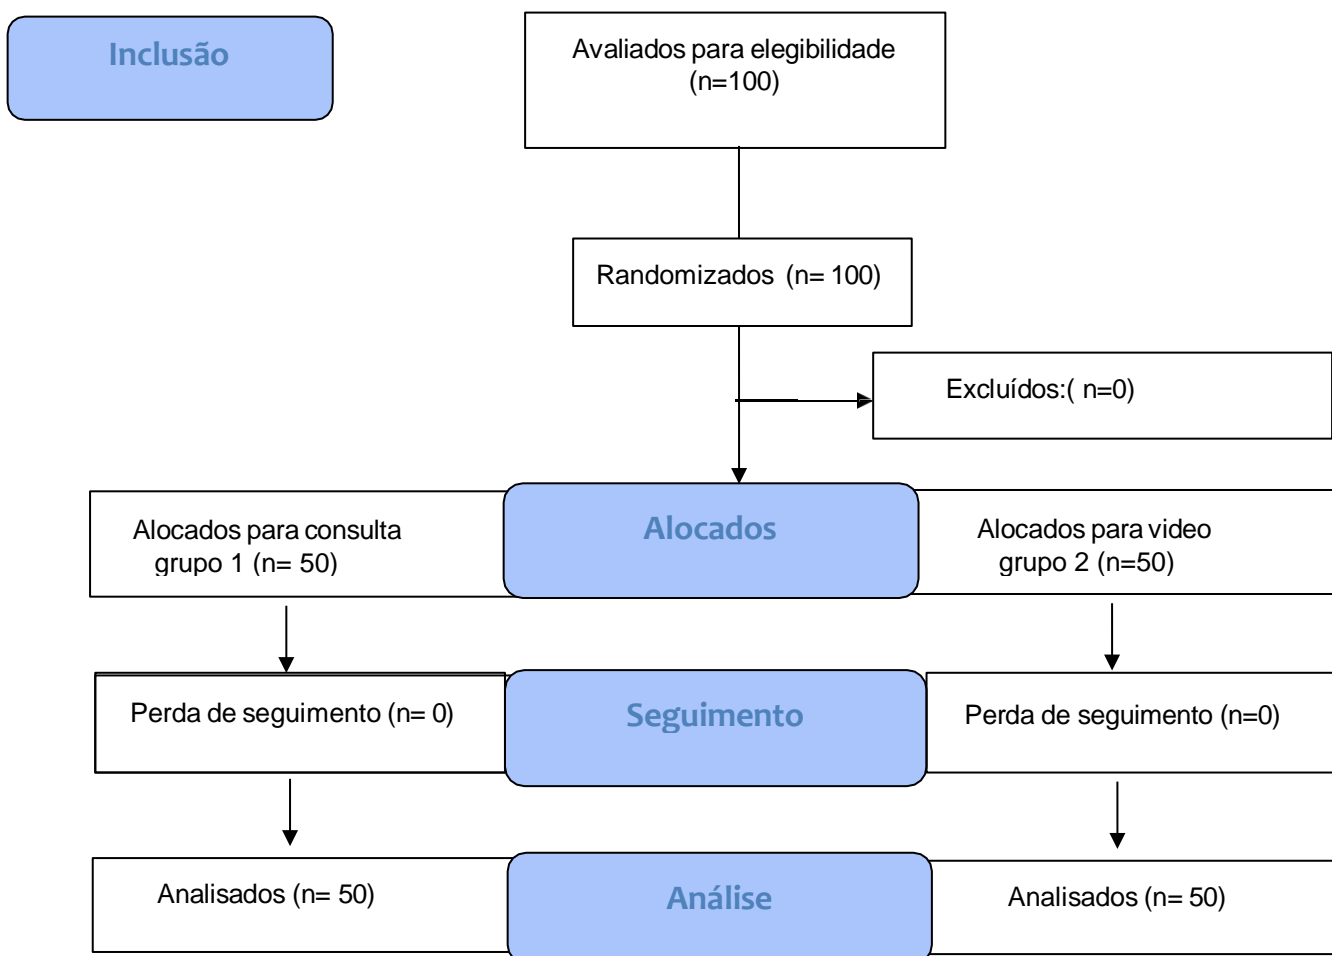 Inclusão
Avaliados para elegibilidade
(n=100)
Randomizados (n= 100)
Excluídos:( n=0)
Alocados para consulta
grupo 1 (n= 50)
Alocados
Alocados para video
grupo 2 (n=50)
Perda de seguimento (n= 0)
Seguimento
Perda de seguimento (n=0)
Analisados (n= 50)
Análise
Analisados (n= 50)